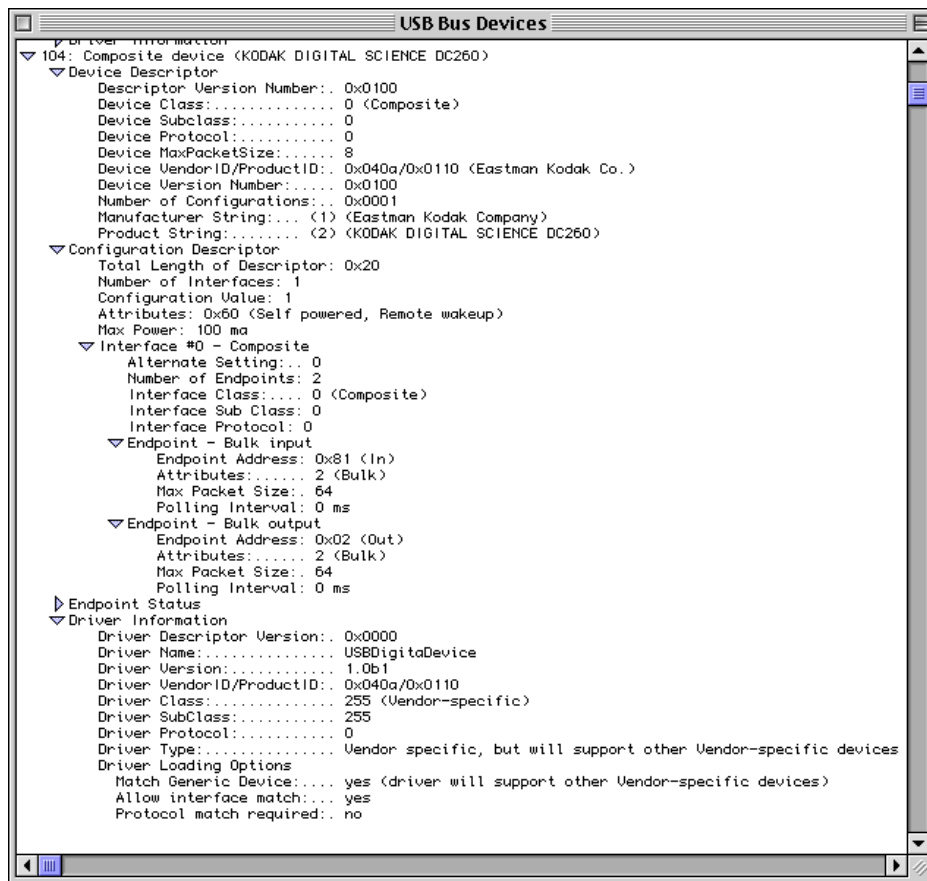 USB Bus Devices
Driver Information
104: Composite device (KODAK DIGITAL SCIENCE DC260)
Device Descriptor
Descriptor Version Number:. 0x0100
Device Class:.............. 0 (Composite)
Device Subclass:........... 0
Device Protocol:........... 0
Device MaxPacketSize:...... 8
Device VendorID/ProductID:. 0x040a/0x0110 (Eastman Kodak Co.)
Device Version Number:..... 0x0100
Number of Configurations:.. 0x0001
Manufacturer String:... (1) (Eastman Kodak Company)
Product String:........ (2) (KODAK DIGITAL SCIENCE DC260)
Configuration Descriptor
Total Length of Descriptor: 0x20
Number of Interfaces: 1
Configuration Value: 1
Attributes: 0x60 (Self powered, Remote wakeup)
Max Power: 100 ma
Interface #0 - Composite
Alternate Setting:.. 0
Number of Endpoints: 2
Interface Class:.... 0 (Composite)
Interface Sub Class: 0
Interface Protocol: 0
Endpoint - Bulk input
Endpoint Address: 0x81 (In)
Attributes:...... 2 (Bulk)
Max Packet Size:. 64
Polling Interval: 0 ms
Endpoint - Bulk output
Endpoint Address: 0x02 (Out)
Attributes:...... 2 (Bulk)
Max Packet Size:. 64
Polling Interval: 0 ms
Endpoint Status
Driver Information
Driver Descriptor Version:. 0x0000
Driver Name:............... USBDigitaDevice
Driver Version:............ 1.0b1
Driver VendorID/ProductID:. 0x040a/0x0110
Driver Class:.............. 255 (Vendor-specific)
Driver SubClass:........... 255
Driver Protocol:........... 0
Driver Type:............... Vendor specific, but will support other Vendor-specific devices
Driver Loading Options
Match Generic Device:.... yes (driver will support other Vendor-specific devices)
Allow interface match:... yes
Protocol match required:. no